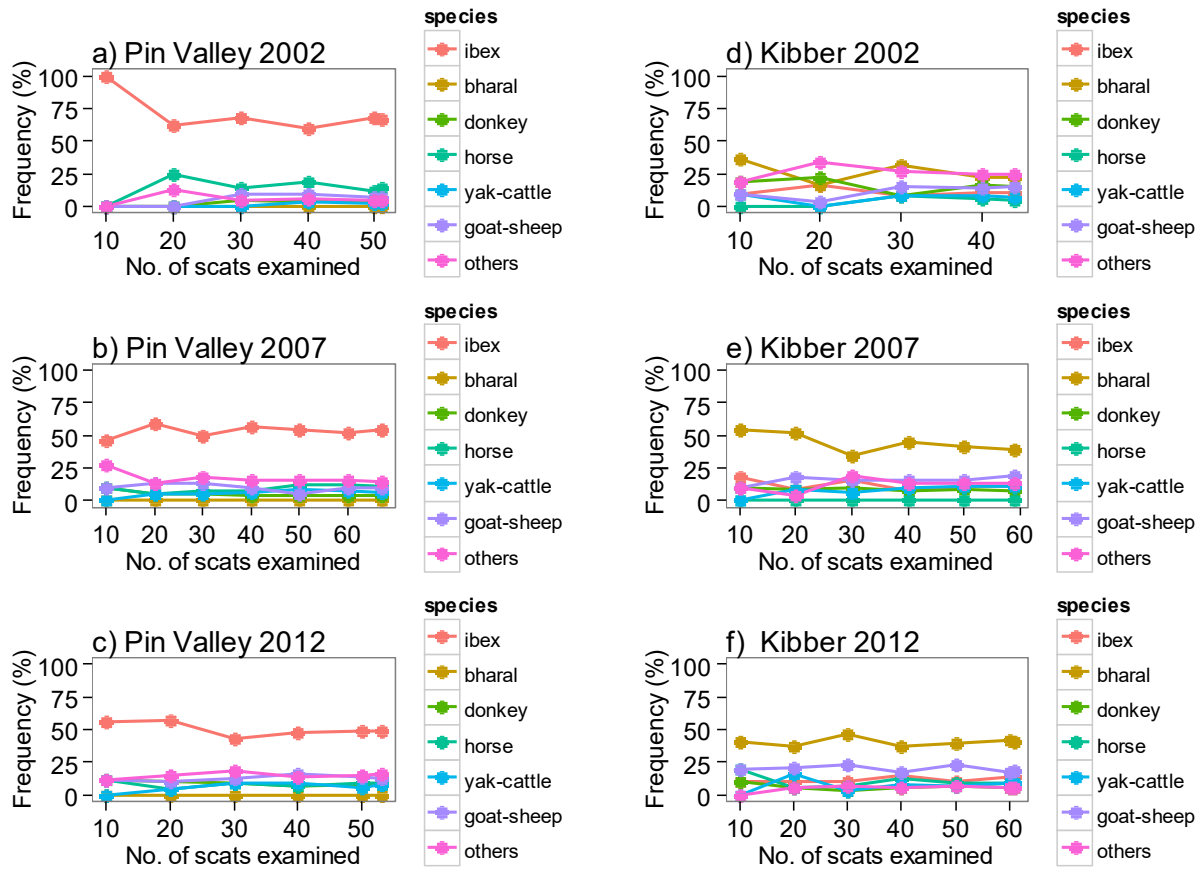 a) Pin Valley 2002
Frequency (%)
100
75
50
25
0
10 20 30 40 50
No. of scats examined
species
ibex
bharal
donkey
horse
yak-cattle
goat-sheep
others
d) Kibber 2002
Frequency (%)
100
75
50
25
0
10 20 30 40
No. of scats examined
species
ibex
bharal
donkey
horse
yak-cattle
goat-sheep
others
b) Pin Valley 2007
Frequency (%)
100
75
50
25
0
10 20 30 40 50 60
No. of scats examined
species
ibex
bharal
donkey
horse
yak-cattle
goat-sheep
others
e) Kibber 2007
Frequency (%)
100
75
50
25
0
10 20 30 40 50 60
No. of scats examined
species
ibex
bharal
donkey
horse
yak-cattle
goat-sheep
others
c) Pin Valley 2012
Frequency (%)
100
75
50
25
0
10 20 30 40 50
No. of scats examined
species
ibex
bharal
donkey
horse
yak-cattle
goat-sheep
others
f) Kibber 2012
Frequency (%)
100
75
50
25
0
10 20 30 40 50 60
No. of scats examined
species
ibex
bharal
donkey
horse
yak-cattle
goat-sheep
others